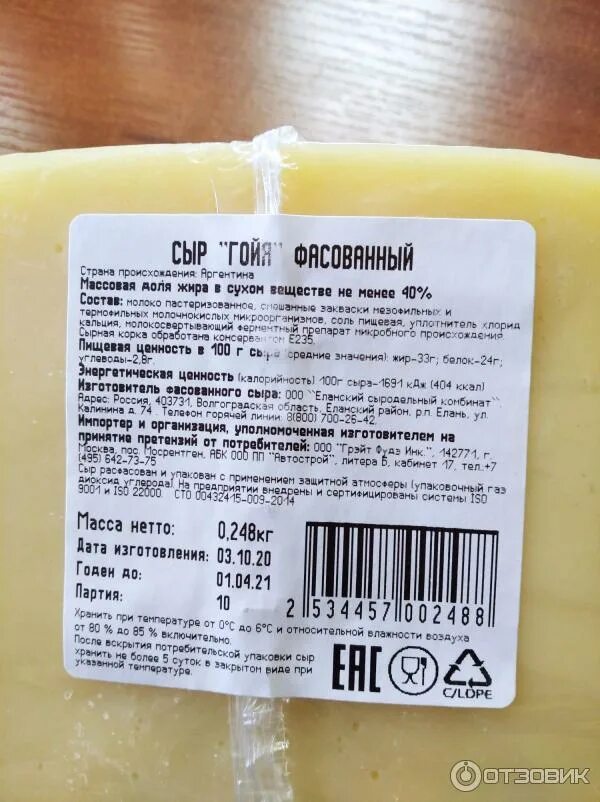 СЫР "ГОЙЯ" ФАСОВАННЫЙ
Страна происхождения: Аргентина
Массовая доля жира в сухом веществе не менее 40%
Состав: молоко пастеризованное, смешанные закваски мезофильных и
термофильных молочнокислых микроорганизмов, соль пищевая, уплотнитель хлорид
кальция, молокосвертывающий ферментный препарат микробного происхождения.
Сырная корка обработана консервантом Е235.
Пищевая ценность в 100 г сыра (средние значения): жир-33г; белок-24г;
углеводы-2,8г.
Энергетическая ценность (калорийность) 100г сыра-1691 кДж (404 ккал)
Изготовитель фасованного сыра: ООО "Еланский сыродельный комбинат".
Адрес: Россия, 403731, Волгоградская область, Еланский район, р.п. Елань, ул.
Калинина д. 74 . Телефон горячей линии: 8(800) 700-26-42.
Импортер и организация, уполномоченная изготовителем на
принятие претензий от потребителей: ООО "Грэйт Фудз Инк.", 142771, г.
Москва, пос. Мосрентген, АБК ООО ПП "Автострой", литера Б, кабинет 17, тел.+7
(495) 642-73-75
Сыр расфасован и упакован с применением защитной атмосферы (упаковочный газ
диоксид углерода). На предприятии внедрены и сертифицированы системы ISO
9001 и ISO 22000. СТО 00432415-009-2014
Масса нетто: 0,248кг
Дата изготовления: 03.10.20
Годен до: 01.04.21
Партия: 10
2 534457 002488
Хранить при температуре от 0°С до 6°С и относительной влажности воздуха
от 80 % до 85 % включительно.
После вскрытия потребительской упаковки сыр
хранить не более 5 суток в закрытом виде при
указанной температуре.
EAC
C/LDPE
ОТЗОВИК